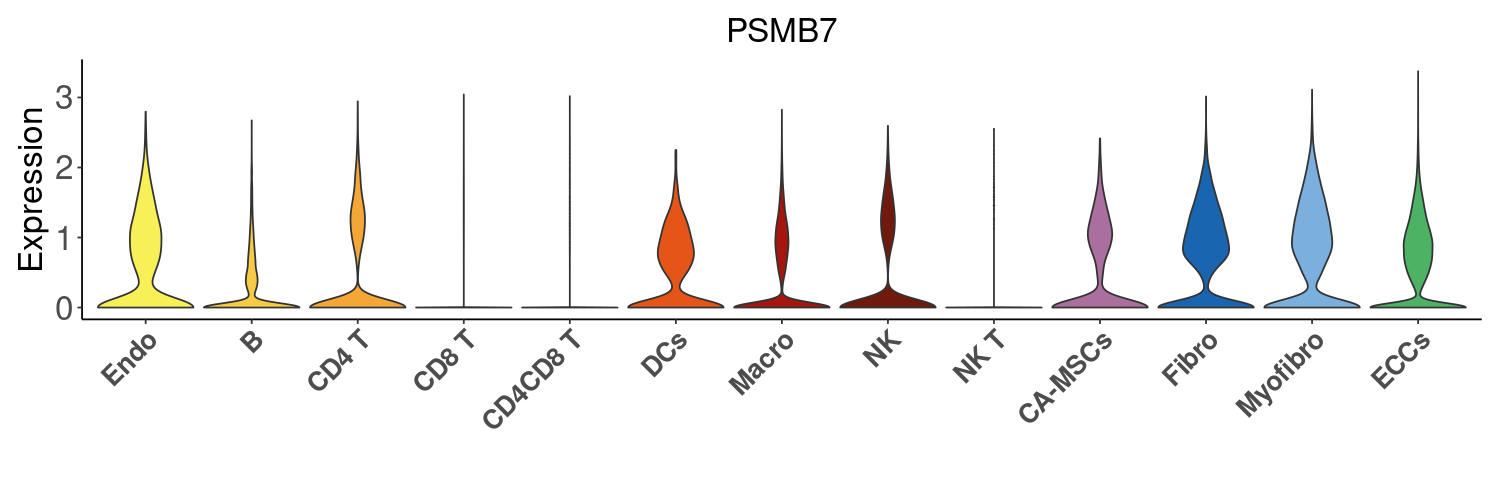 PSMB7
Expression
3
2
1
0
Endo
B
CD4 T
CD8 T
CD4CD8 T
DCs
Macro
NK
NK T
CA-MSCs
Fibro
Myofibro
ECCs